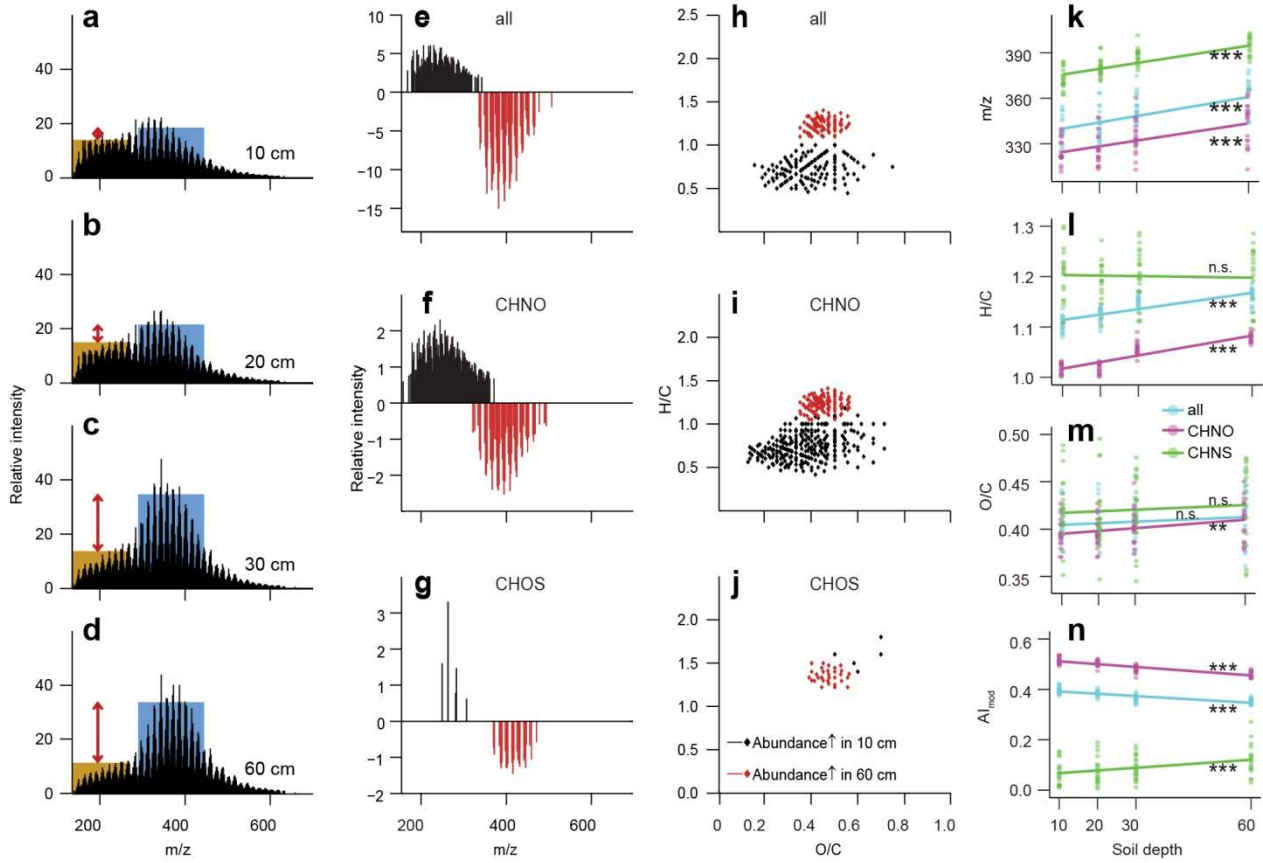 a
40
20
0
10 cm
b
40
20
0
20 cm
c
40
20
0
30 cm
d
60
40
20
0
60 cm
200
400
600
m/z
Relative intensity
e
all
10
5
0
−5
−10
−15
f
CHNO
2
1
0
−1
−2
g
CHOS
3
2
1
0
−1
−2
200
400
600
m/z
Relative intensity
h
all
2.5
2.0
1.5
1.0
0.5
i
CHNO
2.0
1.5
1.0
0.5
j
CHOS
2.0
1.5
1.0
0.5
0
Abundance↑ in 10 cm
Abundance↑ in 60 cm
0
0.2
0.4
0.6
0.8
1.0
O/C
H/C
k
390
360
330
m/z
***
***
***
l
1.3
1.2
1.1
1.0
H/C
n.s.
***
***
m
all
CHNO
CHNS
0.50
0.45
0.40
0.35
O/C
n.s.
n.s.
**
n
0.6
0.4
0.2
0.0
AImod
***
***
***
10
20
30
60
Soil depth